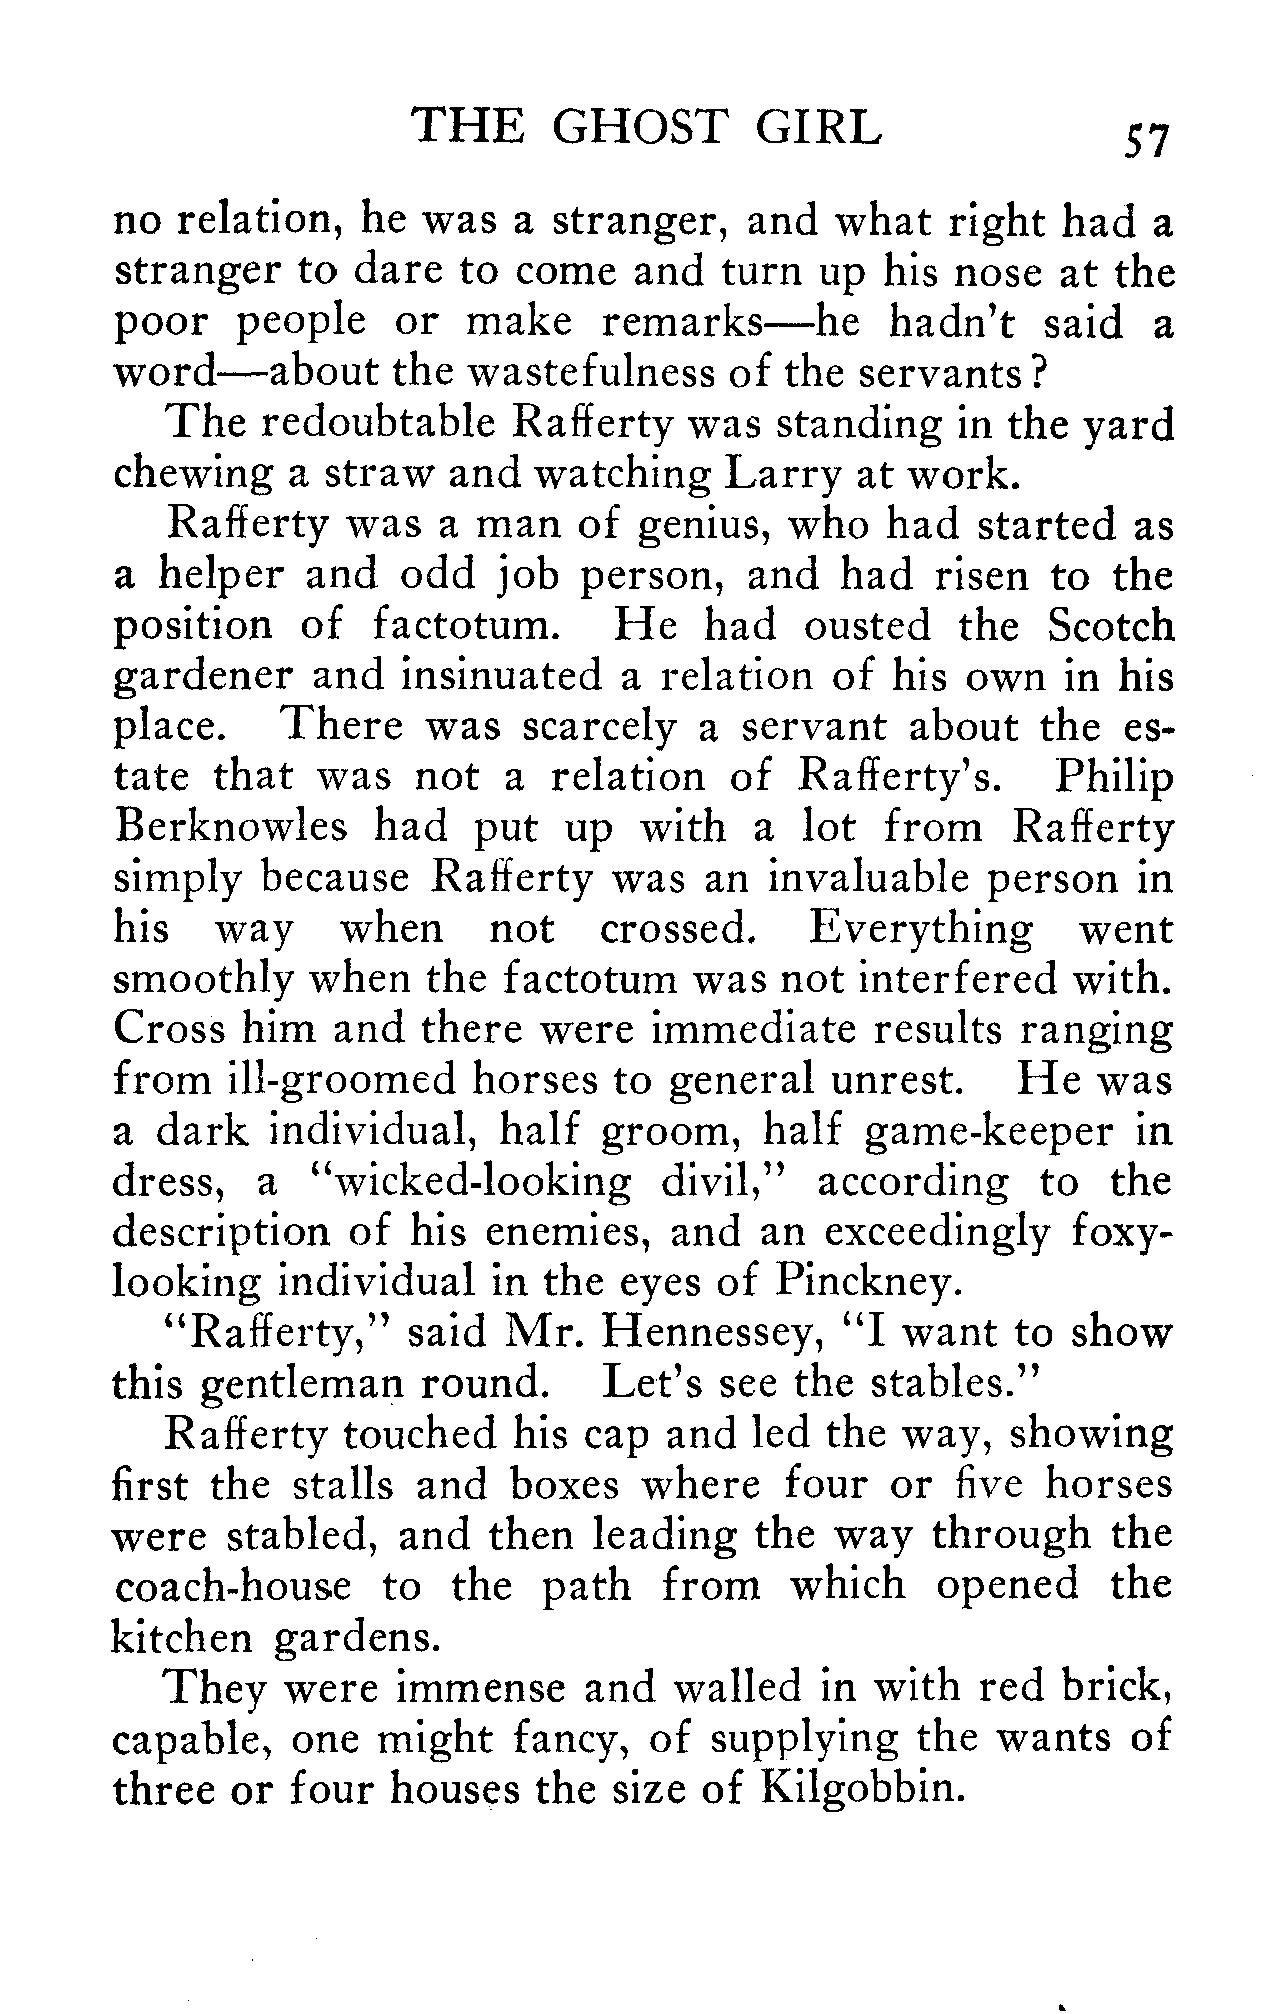 THE GHOST GIRL 57
no relation, he was a stranger, and what right had a
stranger to dare to come and turn up his nose at the
poor people or make remarks—he hadn't said a
word—about the wastefulness of the servants?
The redoubtable Rafferty was standing in the yard
chewing a straw and watching Larry at work.
Rafferty was a man of genius, who had started as
a helper and odd job person, and had risen to the
position of factotum. He had ousted the Scotch
gardener and insinuated a relation of his own in his
place. There was scarcely a servant about the es-
tate that was not a relation of Rafferty's. Philip
Berknowles had put up with a lot from Rafferty
simply because Rafferty was an invaluable person in
his way when not crossed. Everything went
smoothly when the factotum was not interfered with.
Cross him and there were immediate results ranging
from ill-groomed horses to general unrest. He was
a dark individual, half groom, half game-keeper in
dress, a "wicked-looking divil," according to the
description of his enemies, and an exceedingly foxy-
looking individual in the eyes of Pinckney.
"Rafferty," said Mr. Hennessey, "I want to show
this gentleman round. Let's see the stables."
Rafferty touched his cap and led the way, showing
first the stalls and boxes where four or five horses
were stabled, and then leading the way through the
coach-house to the path from which opened the
kitchen gardens.
They were immense and walled in with red brick,
capable, one might fancy, of supplying the wants of
three or four houses the size of Kilgobbin.